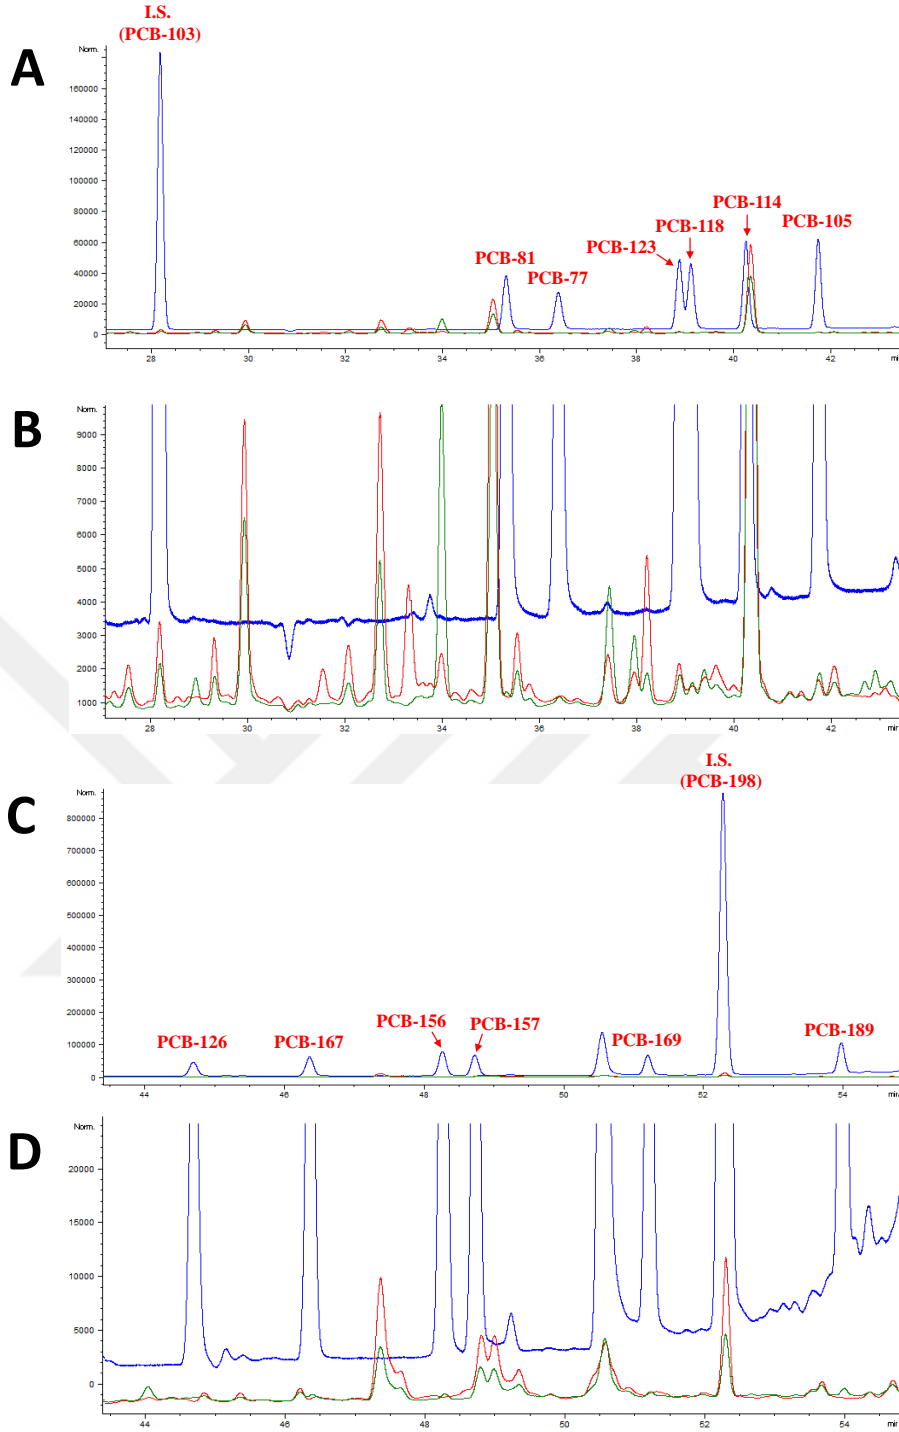 I.S.
(PCB-103)
A
Norm.
160000
140000
120000
100000
80000
60000
40000
20000
0
PCB-81
PCB-77
PCB-123
PCB-118
PCB-114
PCB-105
28 30 32 34 36 38 40 42 mi
B
Norm.
9000
8000
7000
6000
5000
4000
3000
2000
1000
28 30 32 34 36 38 40 42 mi
I.S.
(PCB-198)
C
Norm.
800000
700000
600000
500000
400000
300000
200000
100000
0
PCB-126
PCB-167
PCB-156
PCB-157
PCB-169
PCB-189
44 46 48 50 52 54 min
D
Norm.
20000
15000
10000
5000
0
44 46 48 50 52 54 min